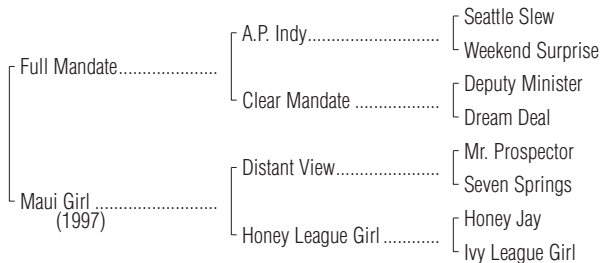 Seattle Slew
A.P. Indy..............................
Weekend Surprise
Full Mandate......................
Deputy Minister
Clear Mandate ...................
Dream Deal
Mr. Prospector
Distant View.......................
Seven Springs
Maui Girl ............................
(1997)
Honey Jay
Honey League Girl ............
Ivy League Girl